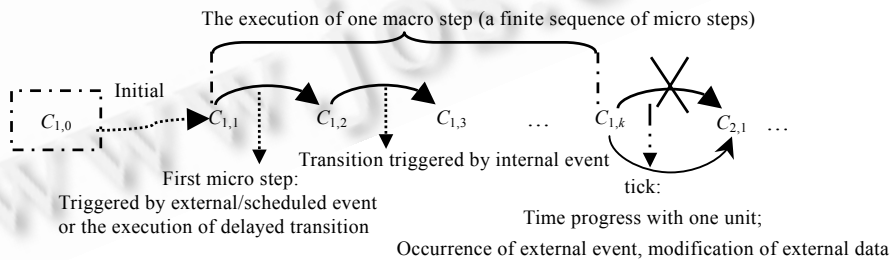 The execution of one macro step (a finite sequence of micro steps)
Initial
C1,0
C1,1
C1,2
C1,3
…
C1,k
C2,1
…
Transition triggered by internal event
First micro step:
Triggered by external/scheduled event
or the execution of delayed transition
tick:
Time progress with one unit;
Occurrence of external event, modification of external data